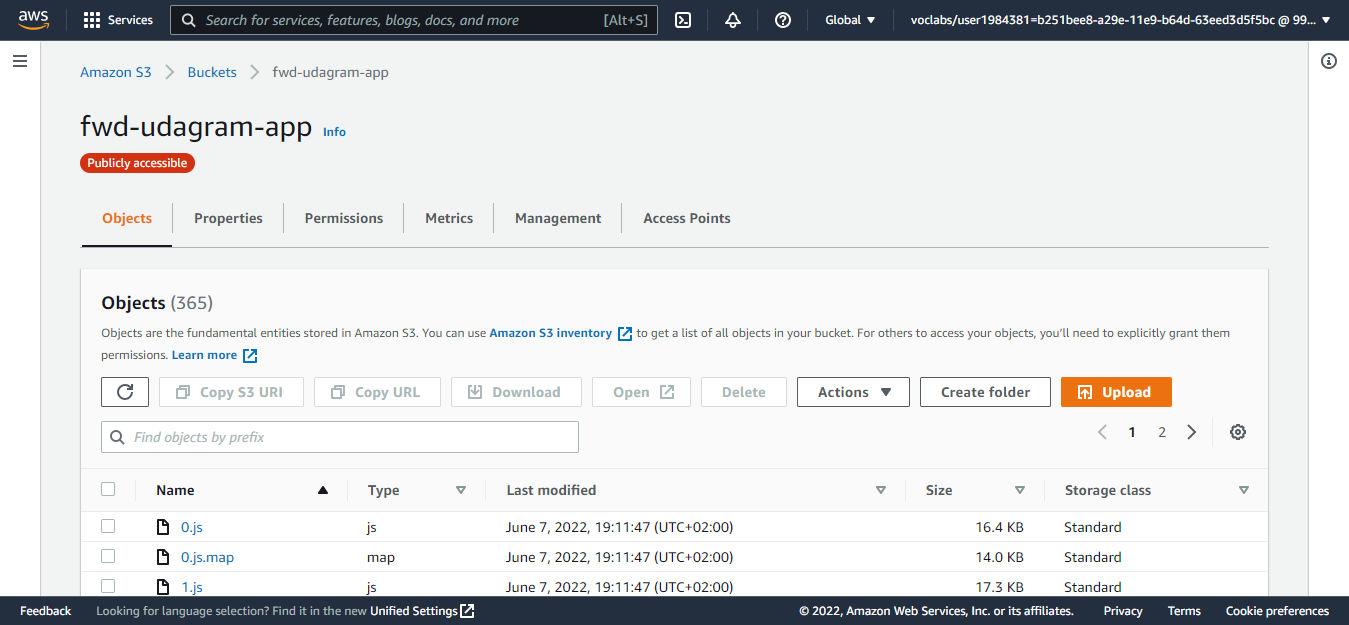 aws Services Search for services, features, blogs, docs, and more [Alt+S] Global ▼ voclabs/user1984381=b251bee8-a29e-11e9-b64d-63eed3d5f5bc @ 99... ▼
Amazon S3 > Buckets > fwd-udagram-app
fwd-udagram-app Info
Publicly accessible
Objects Properties Permissions Metrics Management Access Points
Objects (365)
Objects are the fundamental entities stored in Amazon S3. You can use Amazon S3 inventory to get a list of all objects in your bucket. For others to access your objects, you'll need to explicitly grant them
permissions. Learn more
Copy S3 URI Copy URL Download Open Delete Actions ▼ Create folder Upload
Find objects by prefix < 1 2 >
Name Type Last modified Size Storage class
0.js js June 7, 2022, 19:11:47 (UTC+02:00) 16.4 KB Standard
0.js.map map June 7, 2022, 19:11:47 (UTC+02:00) 14.0 KB Standard
1.js js June 7, 2022, 19:11:47 (UTC+02:00) 17.3 KB Standard
Feedback Looking for language selection? Find it in the new Unified Settings © 2022, Amazon Web Services, Inc. or its affiliates. Privacy Terms Cookie preferences